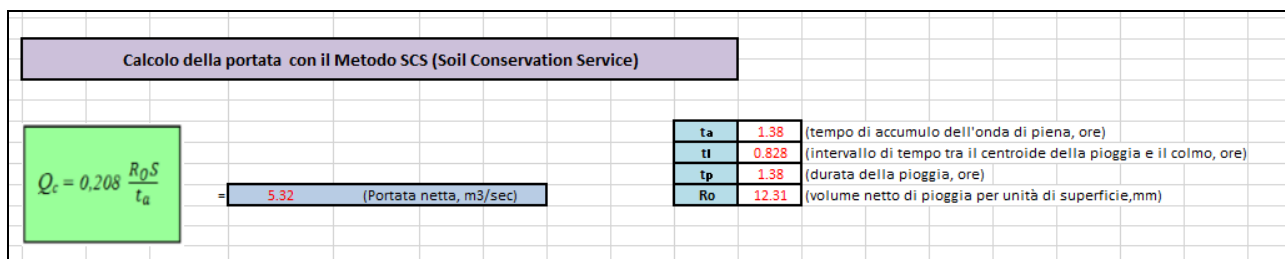 Calcolo della portata con il Metodo SCS (Soil Conservation Service)
ta 1.38 (tempo di accumulo dell'onda di piena, ore)
tl 0.828 (intervallo di tempo tra il centroide della pioggia e il colmo, ore)
tp 1.38 (durata della pioggia, ore)
Ro 12.31 (volume netto di pioggia per unità di superficie,mm)
Q_c = 0,208 R_0S / t_a
= 5.32 (Portata netta, m3/sec)